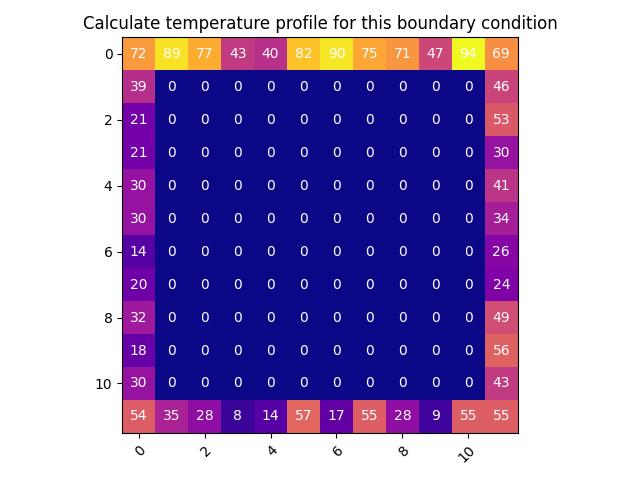 Calculate temperature profile for this boundary condition
0 72 89 77 43 40 82 90 75 71 47 94 69
39 0 0 0 0 0 0 0 0 0 0 46
2 21 0 0 0 0 0 0 0 0 0 0 53
21 0 0 0 0 0 0 0 0 0 0 30
4 30 0 0 0 0 0 0 0 0 0 0 41
30 0 0 0 0 0 0 0 0 0 0 34
6 14 0 0 0 0 0 0 0 0 0 0 26
20 0 0 0 0 0 0 0 0 0 0 24
8 32 0 0 0 0 0 0 0 0 0 0 49
18 0 0 0 0 0 0 0 0 0 0 56
10 30 0 0 0 0 0 0 0 0 0 0 43
54 35 28 8 14 57 17 55 28 9 55 55
0 2 4 6 8 10